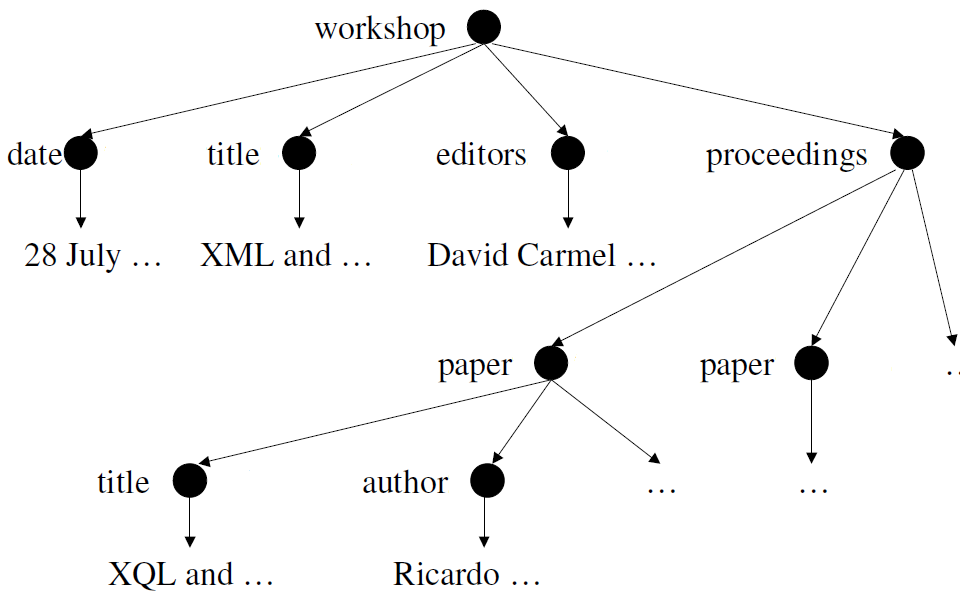 workshop
date title editors proceedings
28 July … XML and … David Carmel …
paper paper …
title author … …
XQL and … Ricardo …